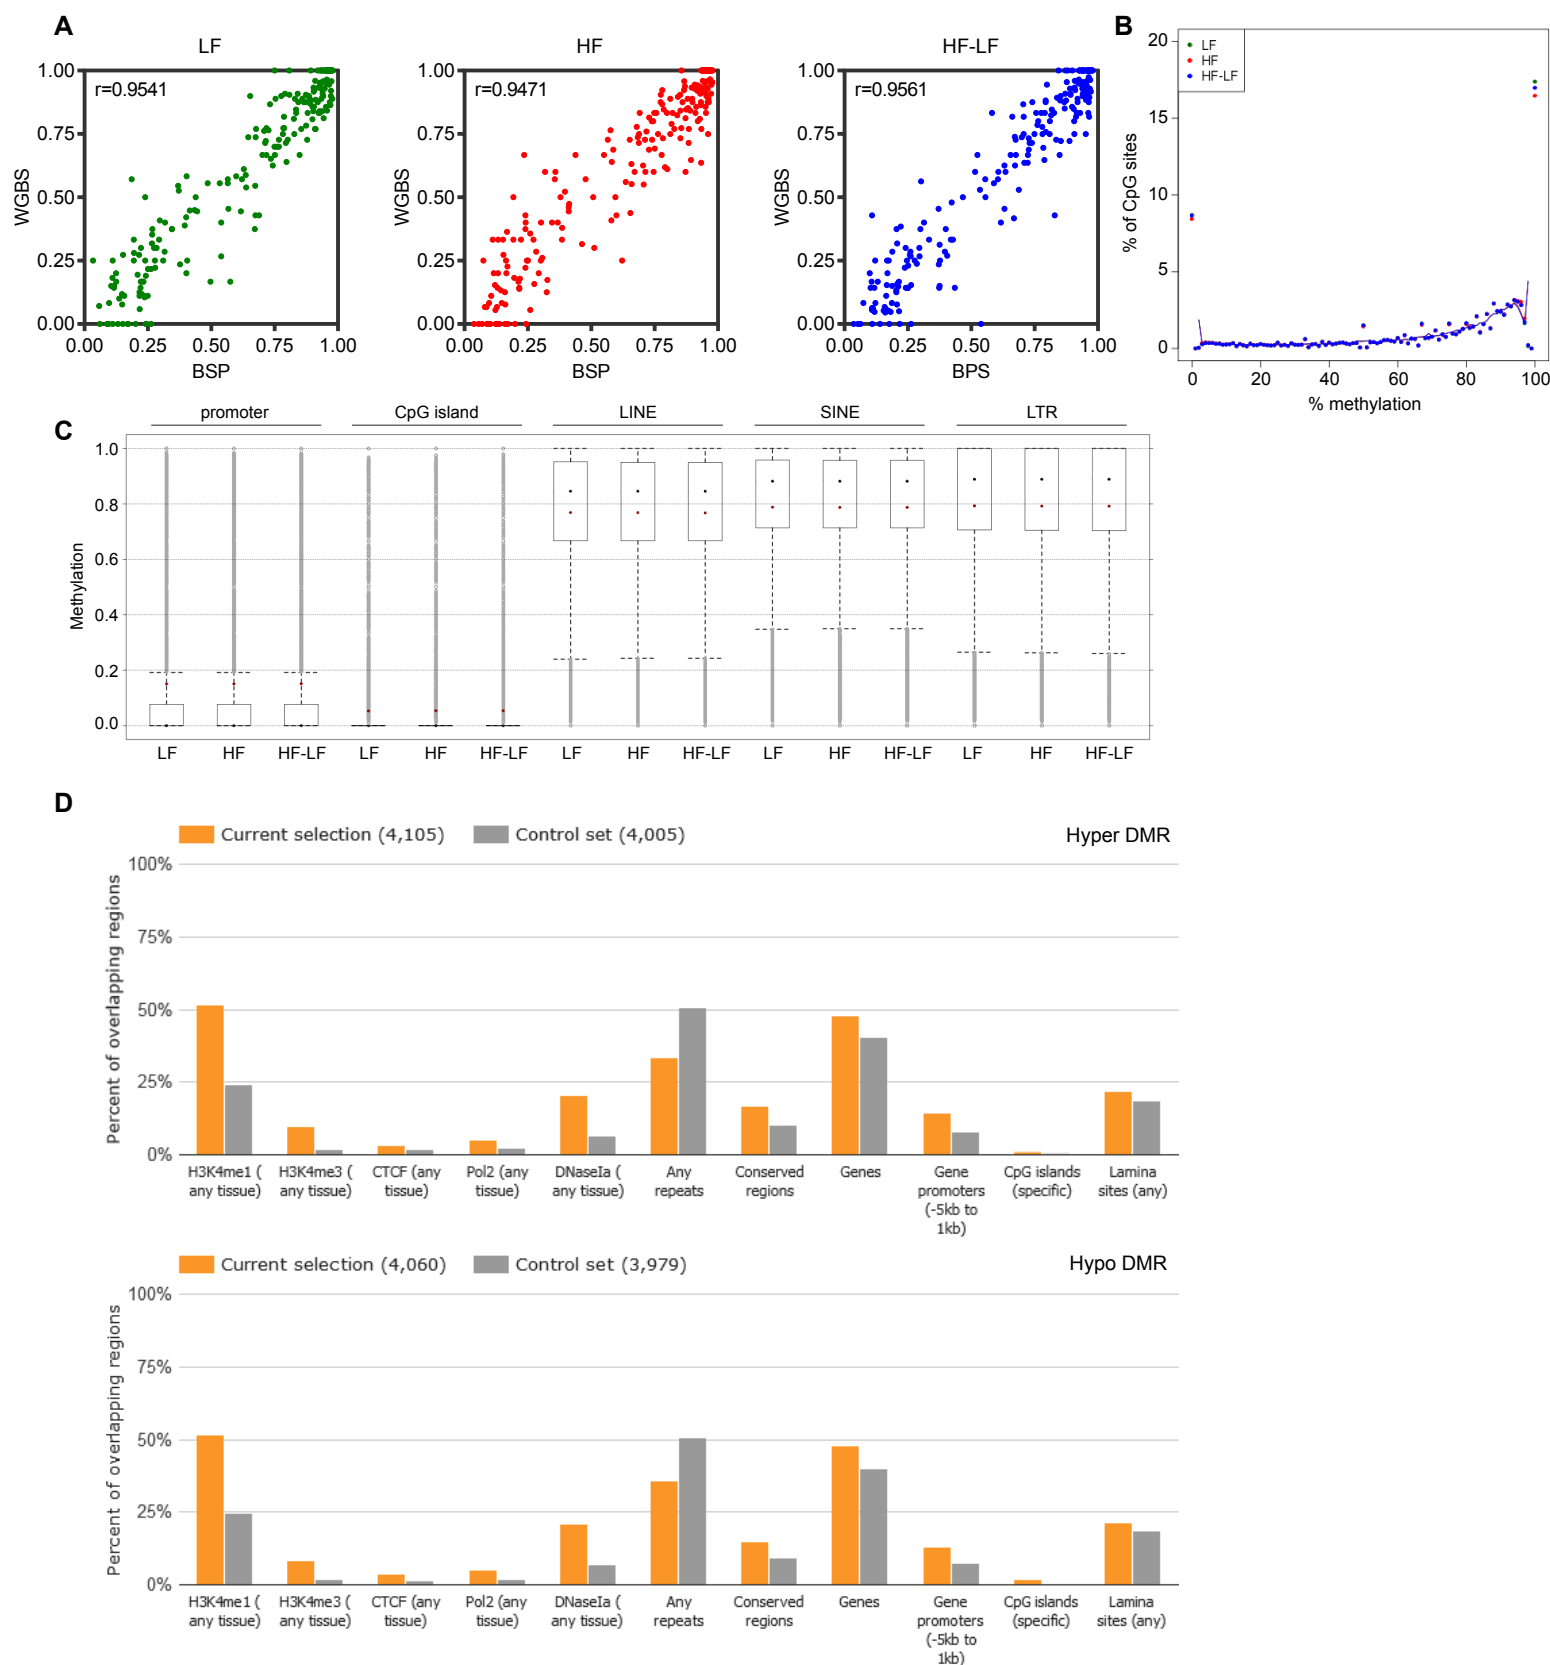 A
B
LF
HF
HF-LF
r=0.9541
r=0.9471
r=0.9561
WGBS
1.00
0.75
0.50
0.25
0.00
0.00 0.25 0.50 0.75 1.00
BSP
WGBS
1.00
0.75
0.50
0.25
0.00
0.00 0.25 0.50 0.75 1.00
BSP
WGBS
1.00
0.75
0.50
0.25
0.00
0.00 0.25 0.50 0.75 1.00
BPS
LF
HF
HF-LF
% of CpG sites
20
15
10
5
0
0 20 40 60 80 100
% methylation
C
promoter CpG island LINE SINE LTR
Methylation
1.0
0.8
0.6
0.4
0.2
0.0
LF HF HF-LF LF HF HF-LF LF HF HF-LF LF HF HF-LF LF HF HF-LF
D
Current selection (4,105) Control set (4,005)
Hyper DMR
Percent of overlapping regions
100%
75%
50%
25%
0%
H3K4me1 ( H3K4me3 ( CTCF (any Pol2 (any DNaseIa ( Any Conserved Genes Gene CpG islands Lamina
any tissue) any tissue) tissue) tissue) any tissue) repeats regions promoters (specific) sites (any)
(-5kb to
1kb)
Current selection (4,060) Control set (3,979)
Hypo DMR
Percent of overlapping regions
100%
75%
50%
25%
0%
H3K4me1 ( H3K4me3 ( CTCF (any Pol2 (any DNaseIa ( Any Conserved Genes Gene CpG islands Lamina
any tissue) any tissue) tissue) tissue) any tissue) repeats regions promoters (specific) sites (any)
(-5kb to
1kb)